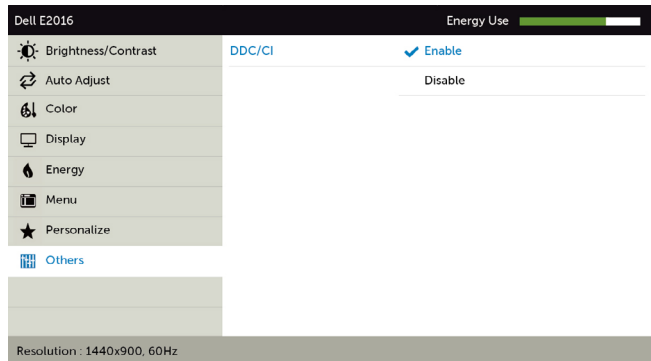 Dell E2016 Energy Use
Brightness/Contrast DDC/CI Enable
Auto Adjust Disable
Color
Display
Energy
Menu
Personalize
Others
Resolution : 1440x900, 60Hz